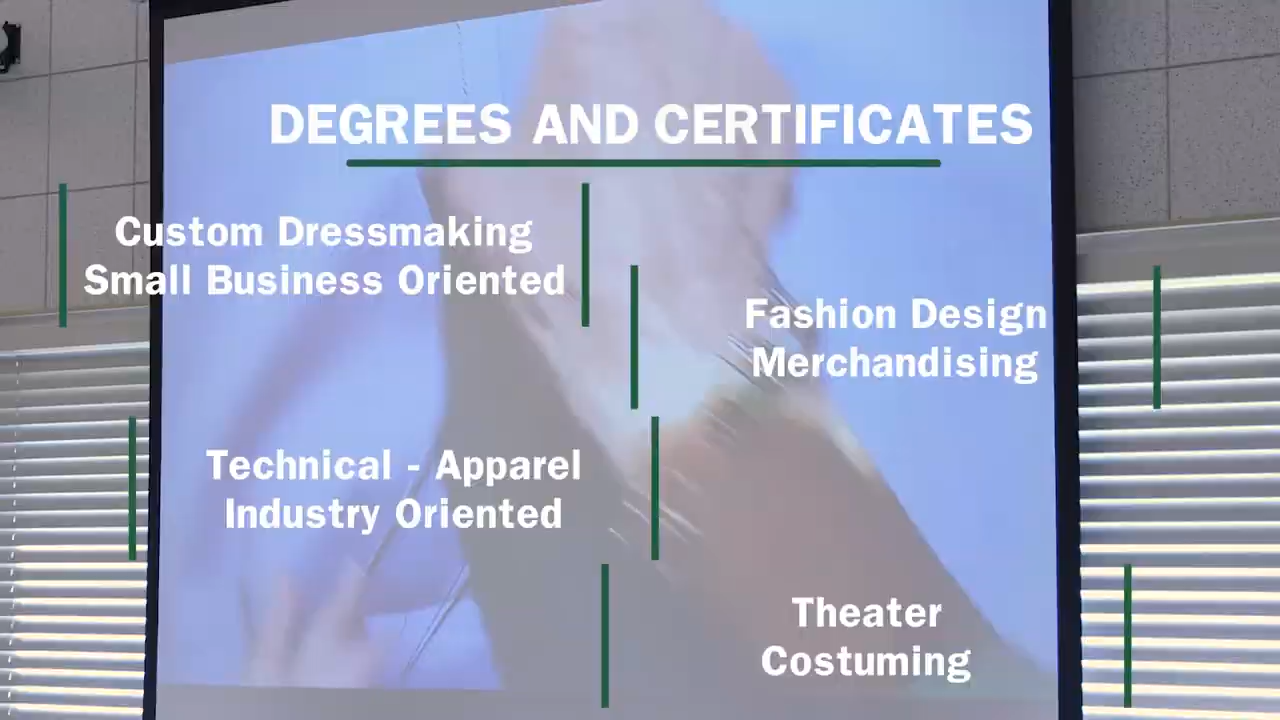 DEGREES AND CERTIFICATES
Custom Dressmaking
Small Business Oriented
Fashion Design
Merchandising
Technical - Apparel
Industry Oriented
Theater
Costuming